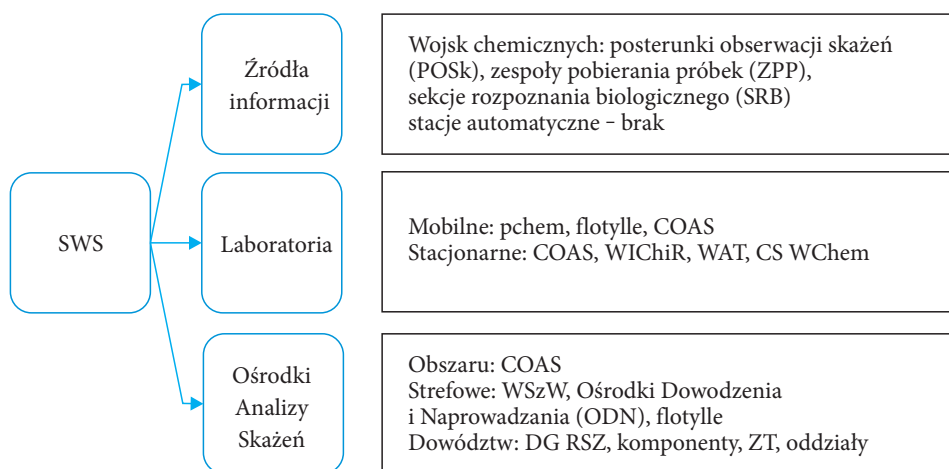 SWS
Źródła
informacji
Wojsk chemicznych: posterunki obserwacji skażeń
(POSk), zespoły pobierania próbek (ZPP),
sekcje rozpoznania biologicznego (SRB)
stacje automatyczne – brak
Laboratoria
Mobilne: pchem, flotylle, COAS
Stacjonarne: COAS, WIChiR, WAT, CS WChem
Ośrodki
Analizy
Skażeń
Obszaru: COAS
Strefowe: WSzW, Ośrodki Dowodzenia
i Naprowadzania (ODN), flotylle
Dowództw: DG RSZ, komponenty, ZT, oddziały